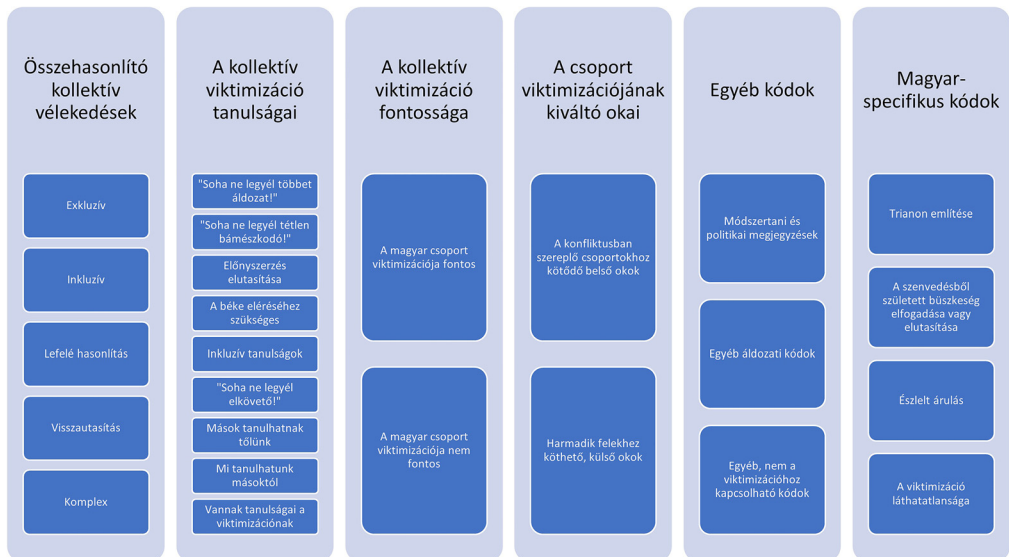 Összehasonlító
kollektív
vélekedések
Exkluzív
Inkluzív
Lefelé hasonlítás
Visszautasítás
Komplex
A kollektív
viktimizáció
tanulságai
"Soha ne legyél többet
áldozat!"
"Soha ne legyél tétlen
bámészkodó!"
Előnyszerzés
elutasítása
A béke eléréséhez
szükséges
Inkluzív tanulságok
"Soha ne legyél
elkövető!"
Mások tanulhatnak
tőlünk
Mi tanulhatunk
másoktól
Vannak tanulságai a
viktimizációnak
A kollektív
viktimizáció
fontossága
A magyar csoport
viktimizációja fontos
A magyar csoport
viktimizációja nem
fontos
A csoport
viktimizációjának
kiváltó okai
A konfliktusban
szereplő csoportokhoz
kötődő belső okok
Harmadik felekhez
köthető, külső okok
Egyéb kódok
Módszertani és
politikai megjegyzések
Egyéb áldozati kódok
Egyéb, nem a
viktimizációhoz
kapcsolható kódok
Magyar-
specifikus kódok
Trianon említése
A szenvedésből
született büszkeség
elfogadása vagy
elutasítása
Észlelt árulás
A viktimizáció
láthatatlansága